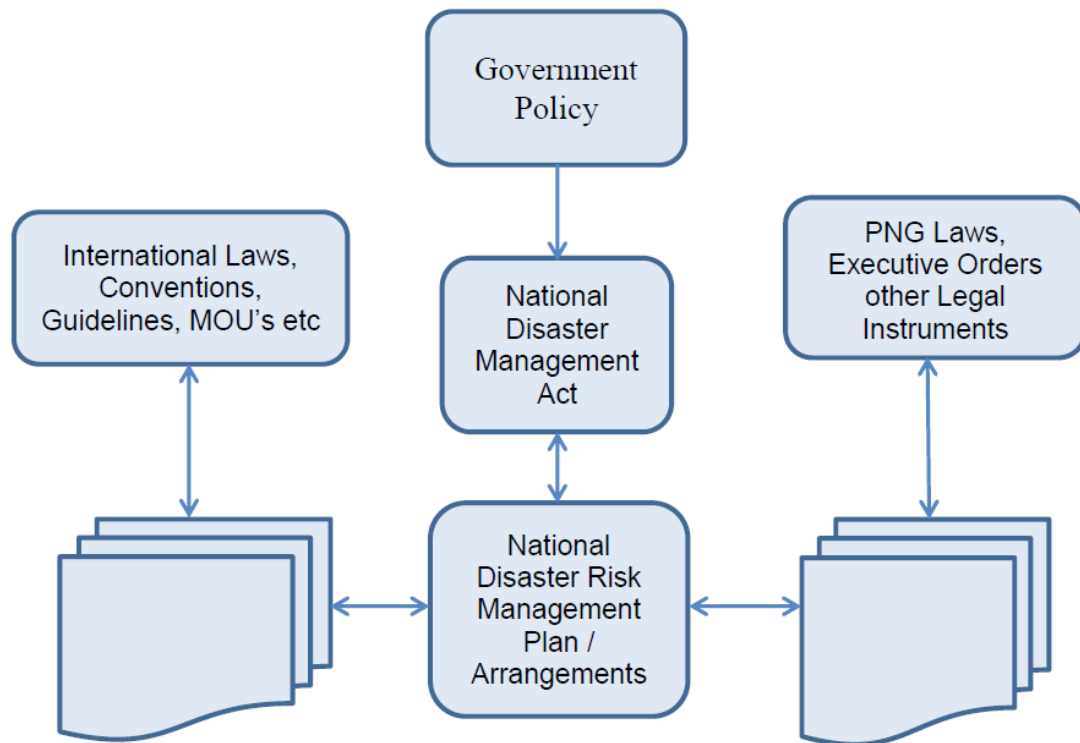 Government
Policy
International Laws,
Conventions,
Guidelines, MOU's etc
National
Disaster
Management
Act
PNG Laws,
Executive Orders
other Legal
Instruments
National
Disaster Risk
Management
Plan /
Arrangements